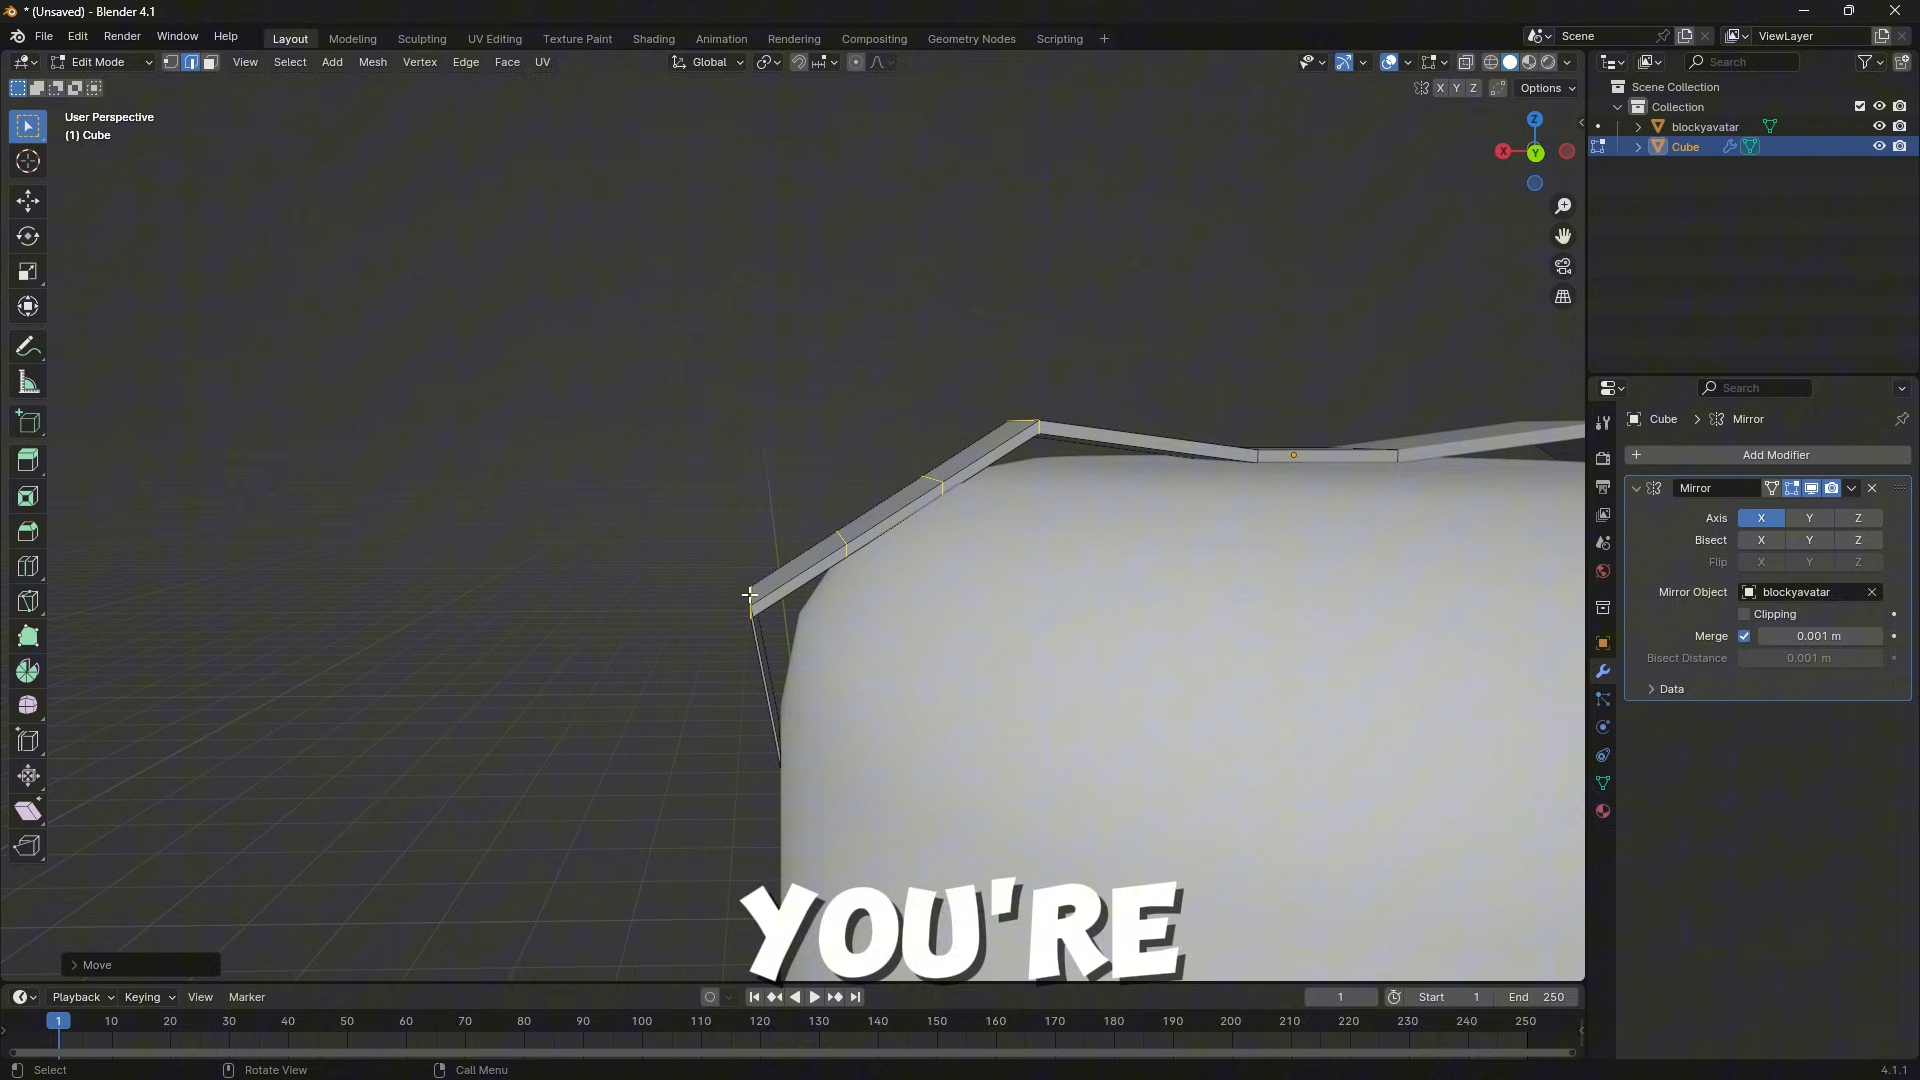 * (Unsaved) - Blender 4.1
File Edit Render Window Help
Layout Modeling Sculpting UV Editing Texture Paint Shading Animation Rendering Compositing Geometry Nodes Scripting +
Scene
ViewLayer
Edit Mode View Select Add Mesh Vertex Edge Face UV
Global
Search
X Y Z
Options
Scene Collection
Collection
blockyavatar
Cube
User Perspective
(1) Cube
Z
X
Y
Search
Cube > Mirror
+ Add Modifier
Mirror
Axis X Y Z
Bisect X Y Z
Flip X Y Z
Mirror Object blockyavatar
Clipping
Merge 0.001 m
Bisect Distance 0.001 m
> Data
YOU'RE
> Move
Playback Keying View Marker
1
Start 1
End 250
1 10 20 30 40 50 60 70 80 90 100 110 120 130 140 150 160 170 180 190 200 210 220 230 240 250
Select
Rotate View
Call Menu
4.1.1